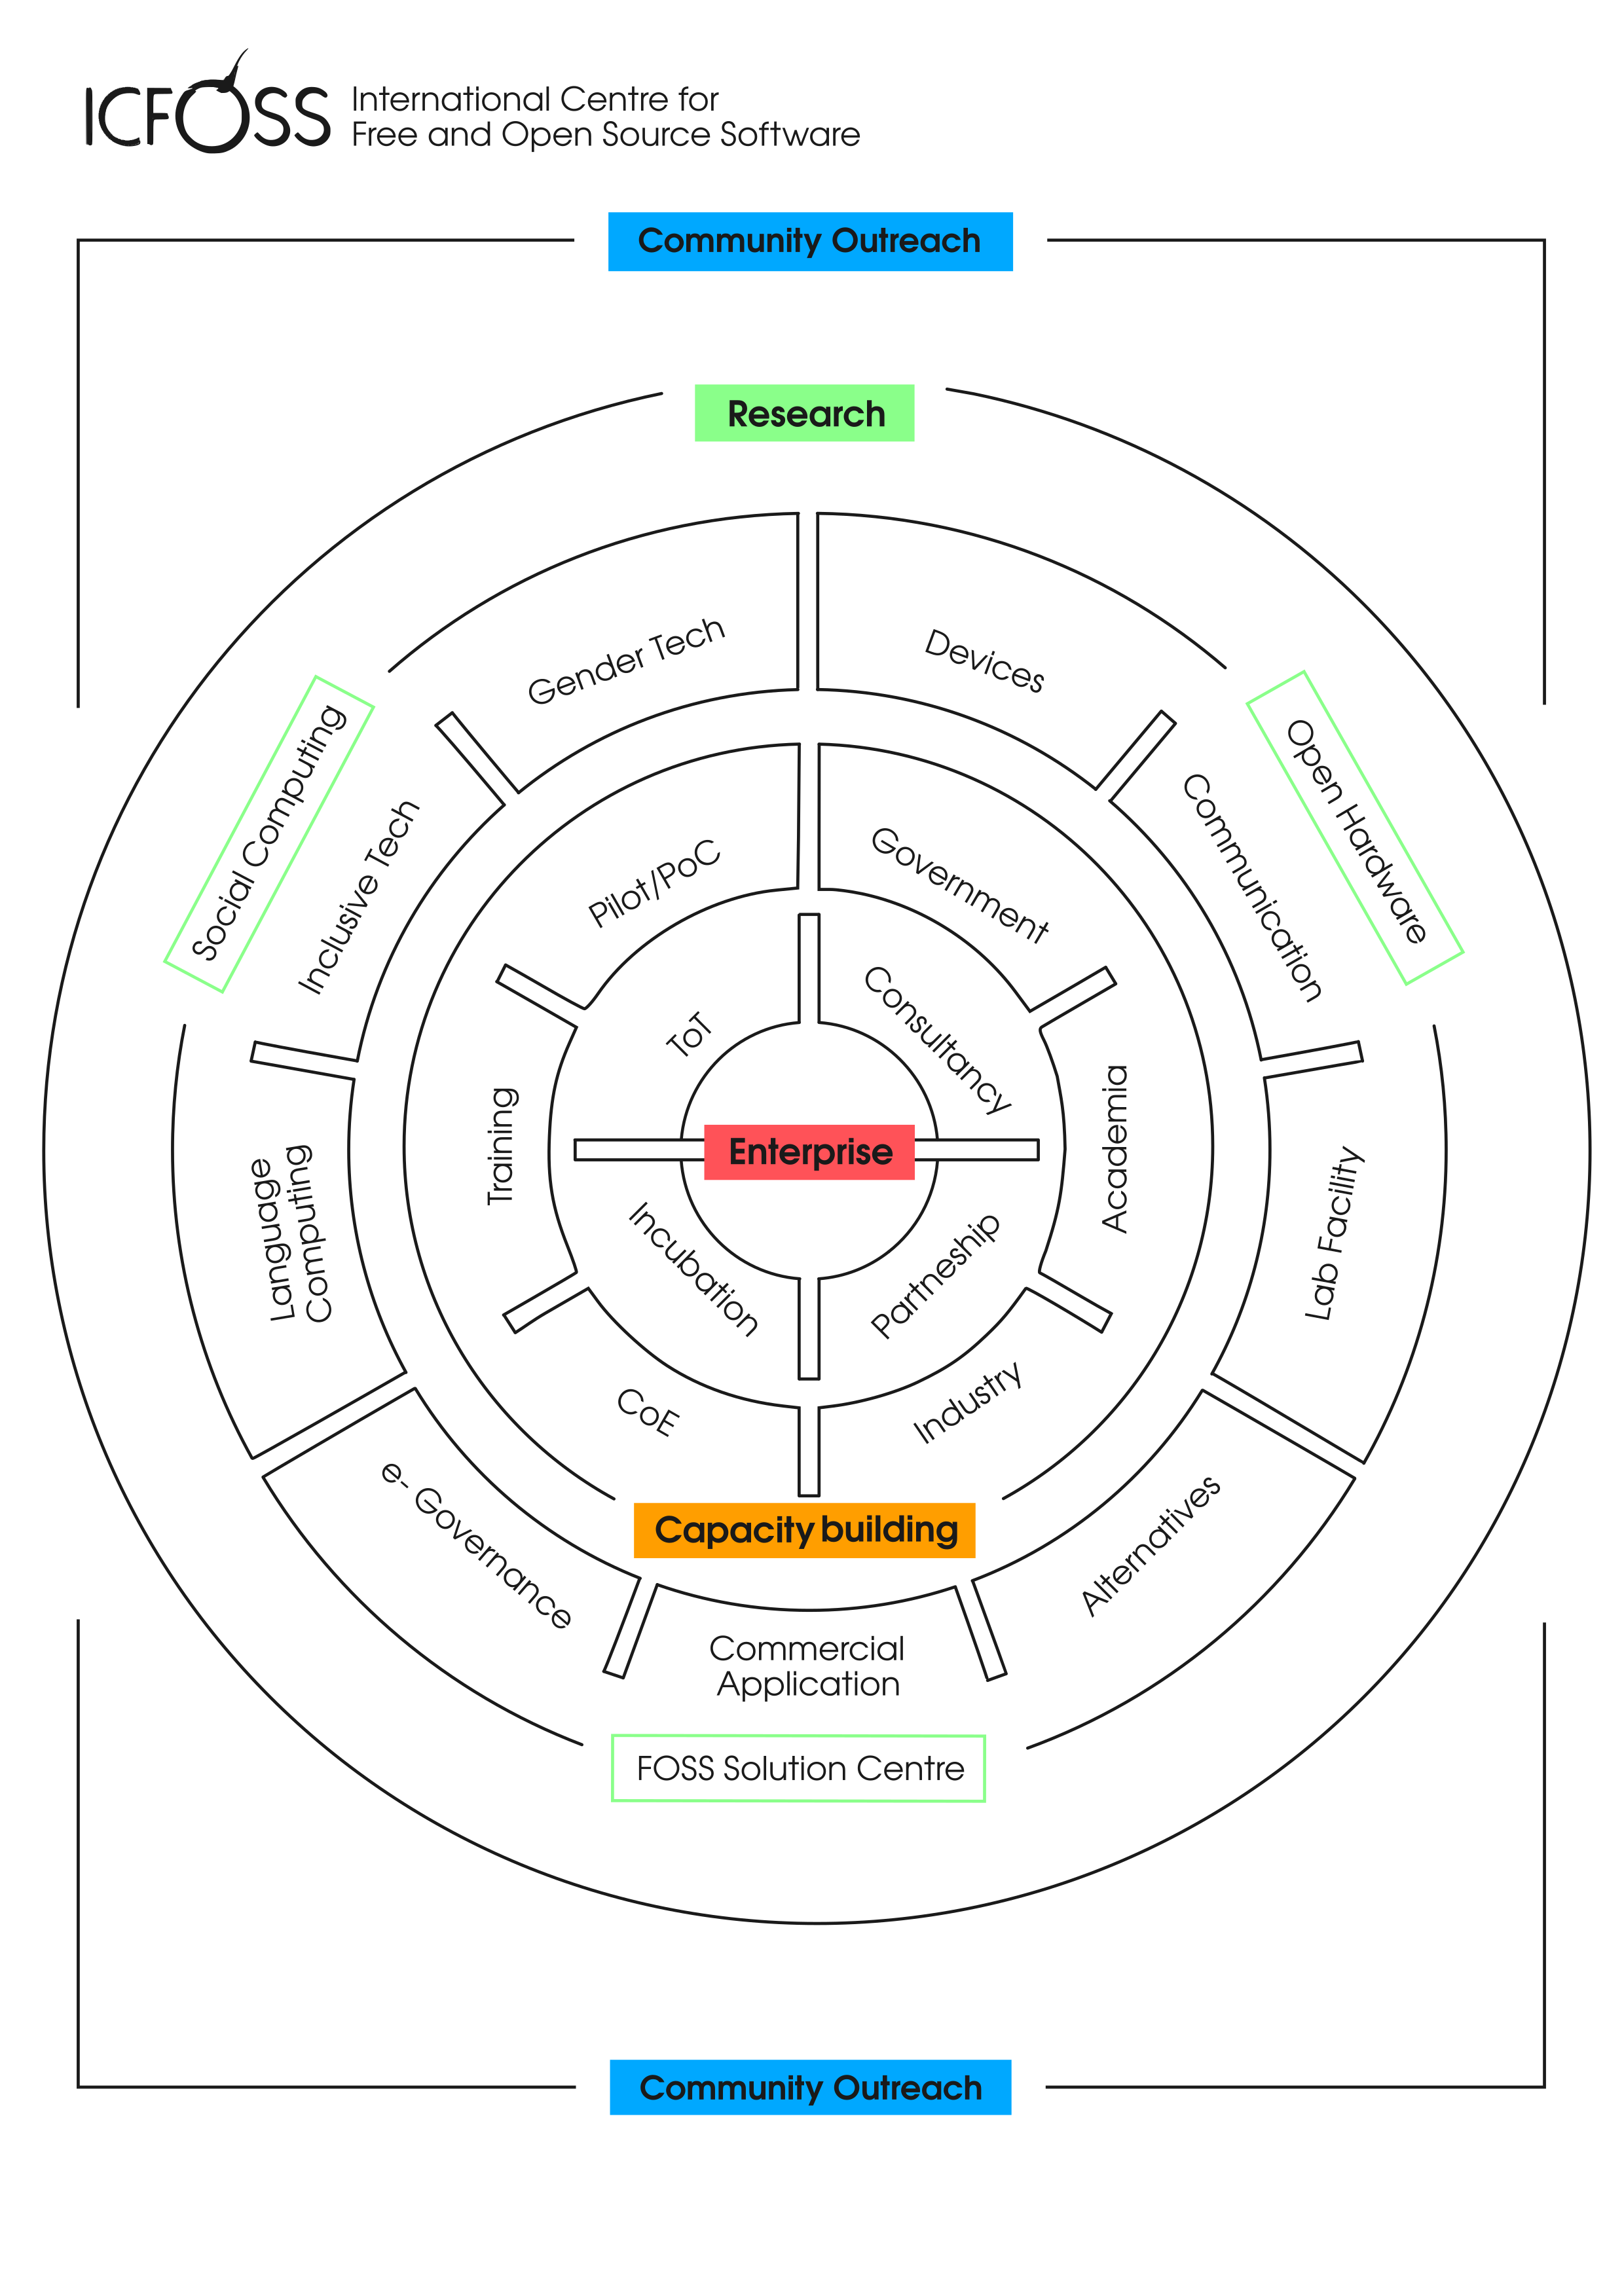 ICFOSS
International Centre for
Free and Open Source Software
Community Outreach
Research
Gender Tech
Devices
Social Computing
Open Hardware
Inclusive Tech
Communication
Pilot/PoC
Government
ToT
Consultancy
Training
Enterprise
Academia
Language
Computing
Lab Facility
Incubation
Partneship
CoE
Industry
e- Governance
Capacity building
Alternatives
Commercial
Application
FOSS Solution Centre
Community Outreach